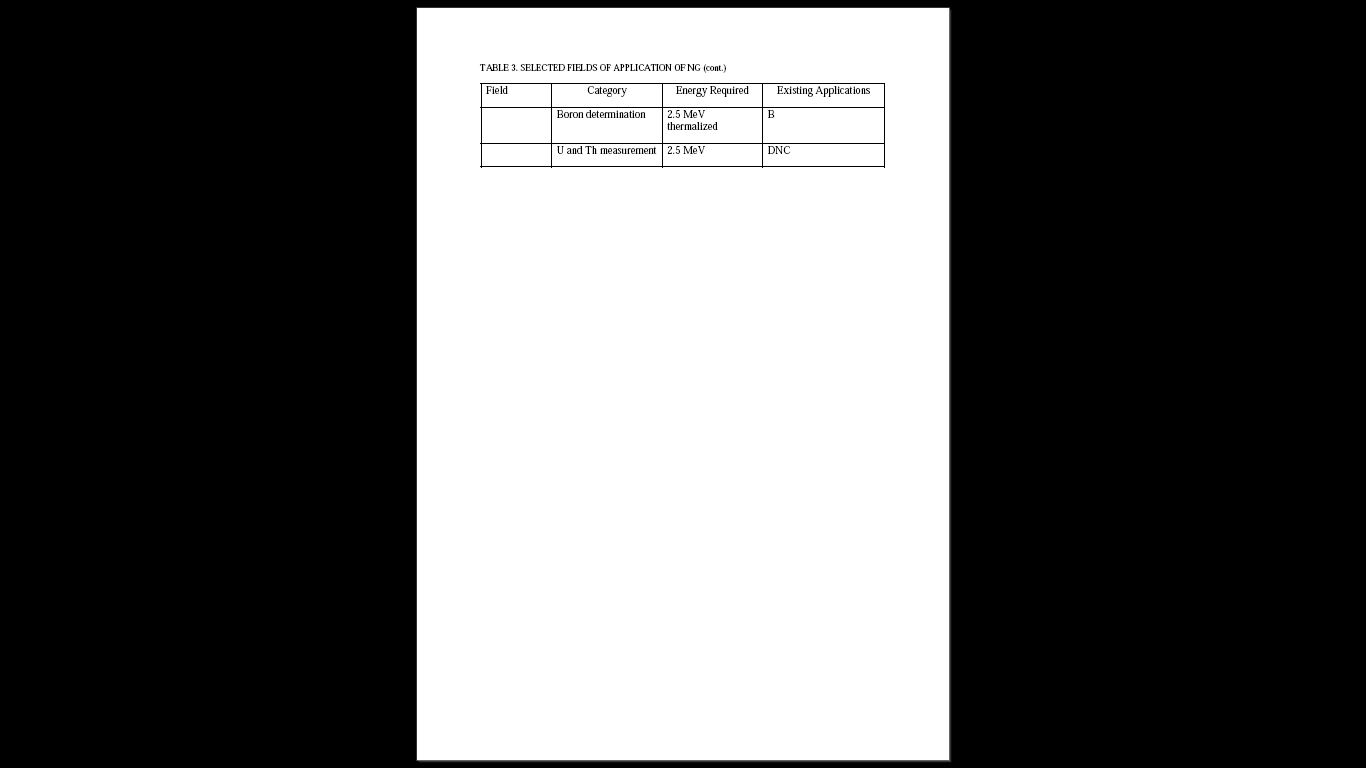 TABLE 3. SELECTED FIELDS OF APPLICATION OF NG (cont.)
Field Category Energy Required Existing Applications
Boron determination 2.5 MeV B
thermalized
U and Th measurement 2.5 MeV DNC